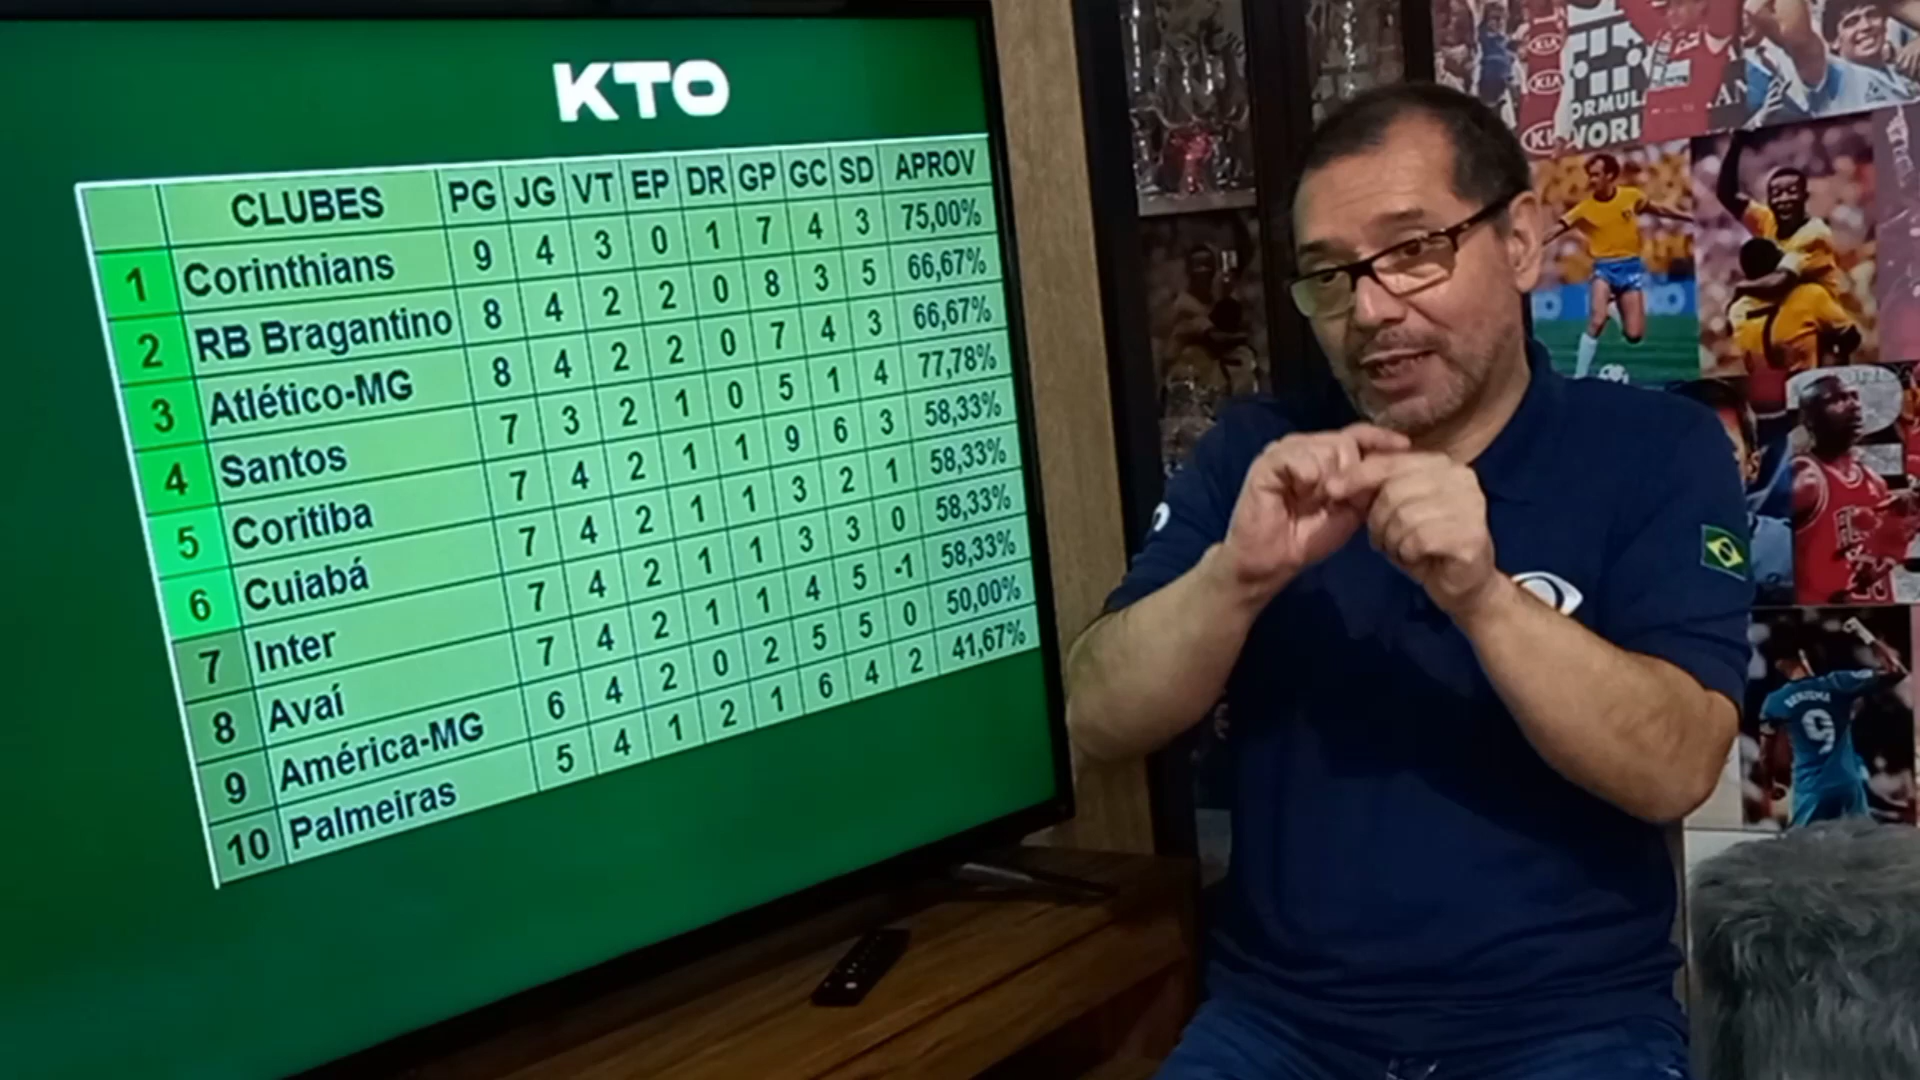 KTO
CLUBES PG JG VT EP DR GP GC SD APROV
1 Corinthians 9 4 3 0 1 7 4 3 75,00%
2 RB Bragantino 8 4 2 2 0 8 3 5 66,67%
3 Atlético-MG 8 4 2 2 0 7 4 3 66,67%
4 Santos 7 3 2 1 0 5 1 4 77,78%
5 Coritiba 7 4 2 1 1 9 6 3 58,33%
6 Cuiabá 7 4 2 1 1 3 2 1 58,33%
7 Inter 7 4 2 1 1 3 3 0 58,33%
8 Avaí 7 4 2 1 1 4 5 -1 58,33%
9 América-MG 6 4 2 0 2 5 5 0 50,00%
10 Palmeiras 5 4 1 2 1 6 4 2 41,67%
KIA
KIA
9